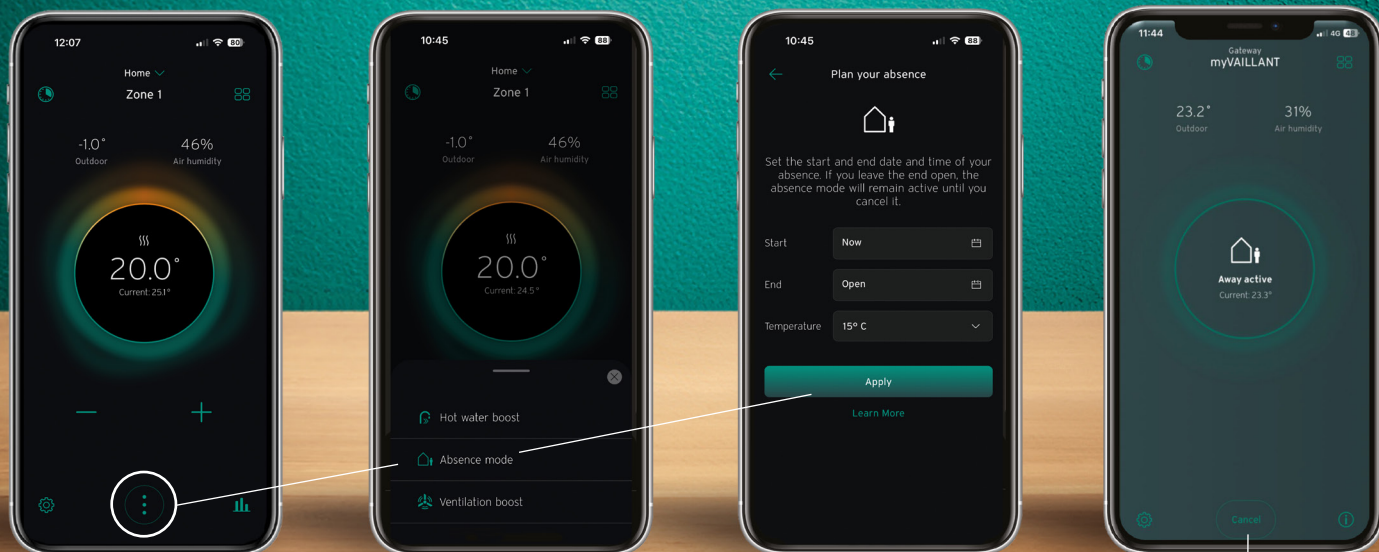 12:07
80
Home
Zone 1
-1.0°
46%
Outdoor
Air humidity
20.0°
Current: 25.1°
10:45
88
Home
Zone 1
-1.0°
46%
Outdoor
Air humidity
20.0°
Current: 24.5°
Hot water boost
Absence mode
Ventilation boost
10:45
88
Plan your absence
Set the start and end date and time of your
absence. If you leave the end open, the
absence mode will remain active until you
cancel it.
Start
Now
End
Open
Temperature
15° C
Apply
Learn More
11:44
4G 48
Gateway
myVAILLANT
23.2°
31%
Outdoor
Air humidity
Away active
Current: 23.3°
Cancel